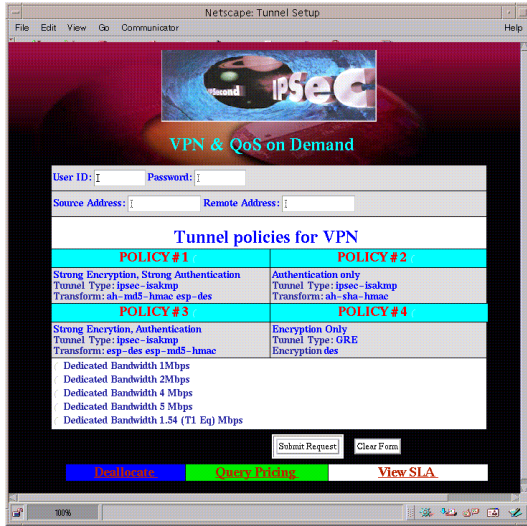 Netscape: Tunnel Setup
File Edit View Go Communicator Help
IPSecond IPSeC
VPN & QoS on Demand
User ID: Password:
Source Address: Remote Address:
Tunnel policies for VPN
POLICY # 1 POLICY # 2
Strong Encryption, Strong Authentication Authentication only
Tunnel Type: ipsec-isakmp Tunnel Type: ipsec-isakmp
Transform: ah-md5-hmac esp-des Transform: ah-sha-hmac
POLICY # 3 POLICY # 4
Strong Encryption, Authentication Encryption Only
Tunnel Type: ipsec-isakmp Tunnel Type: GRE
Transform: esp-des esp-md5-hmac Encryption des
Dedicated Bandwidth 1Mbps
Dedicated Bandwidth 2Mbps
Dedicated Bandwidth 4 Mbps
Dedicated Bandwidth 5 Mbps
Dedicated Bandwidth 1.54 (T1 Eq) Mbps
Submit Request Clear Form
Deallocate Query Pricing View SLA
100%